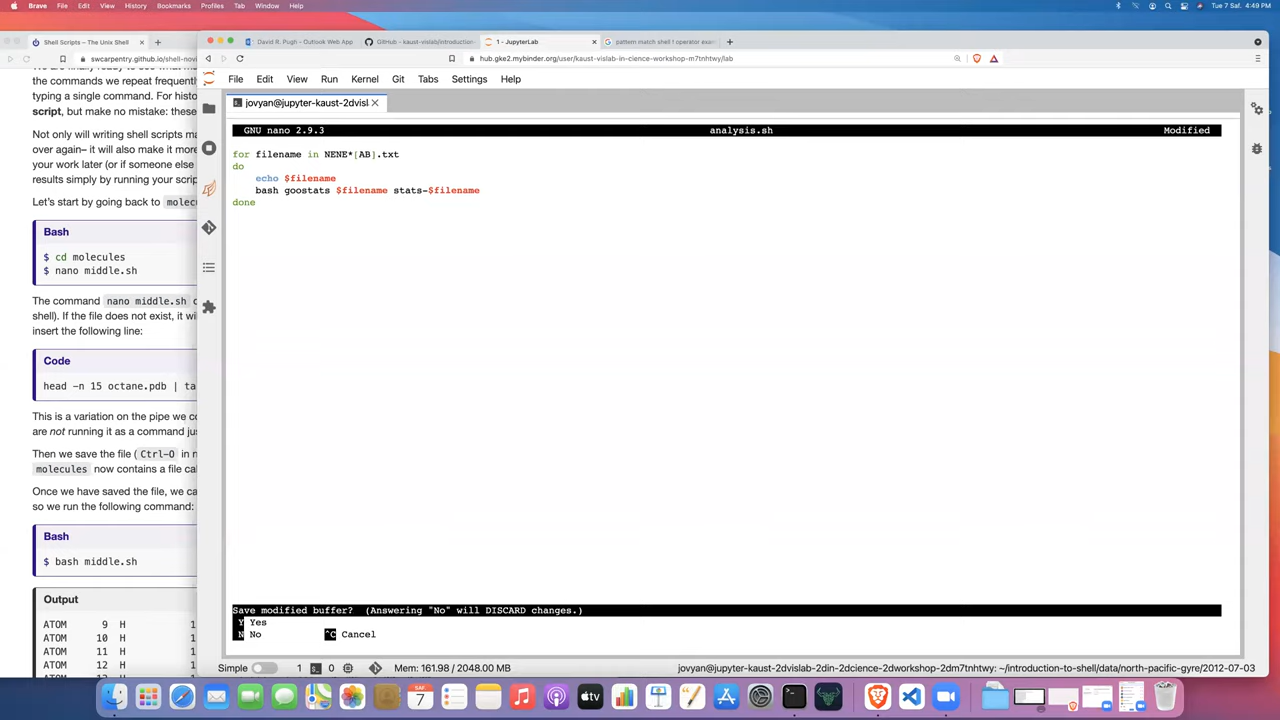 Brave File Edit View History Bookmarks Profiles Tab Window Help
Tue 7 Saf. 4:49 PM
Shell Scripts – The Unix Shell
David R. Pugh – Outlook Web App
GitHub - kaust-vislab/introduction
1 - JupyterLab
pattern match shell ! operator exa
swcarpentry.github.io/shell-nov
hub.gke2.mybinder.org/user/kaust-vislab-in-cience-workshop-m7tnhtwy/lab
File Edit View Run Kernel Git Tabs Settings Help
jovyan@jupyter-kaust-2dvisl
GNU nano 2.9.3 analysis.sh Modified
for filename in NENE*[AB].txt
do
echo $filename
bash goostats $filename stats-$filename
done
Save modified buffer? (Answering "No" will DISCARD changes.)
Y Yes
N No ^C Cancel
Simple 1 0 Mem: 161.98 / 2048.00 MB
jovyan@jupyter-kaust-2dvislab-2din-2dcience-2dworkshop-2dm7tnhtwy: ~/introduction-to-shell/data/north-pacific-gyre/2012-07-03
the commands we repeat frequently
typing a single command. For histo
script, but make no mistake: these
Not only will writing shell scripts ma
over again– it will also make it more
your work later (or if someone else
results simply by running your scrip
Let's start by going back to molecu
Bash
$ cd molecules
$ nano middle.sh
The command nano middle.sh o
shell). If the file does not exist, it wi
insert the following line:
Code
head -n 15 octane.pdb | ta
This is a variation on the pipe we co
are not running it as a command jus
Then we save the file ( Ctrl-O in n
molecules now contains a file cal
Once we have saved the file, we ca
so we run the following command:
Bash
$ bash middle.sh
Output
ATOM 9 H 1
ATOM 10 H 1
ATOM 11 H 1
ATOM 12 H 1
SAF.
7
tv